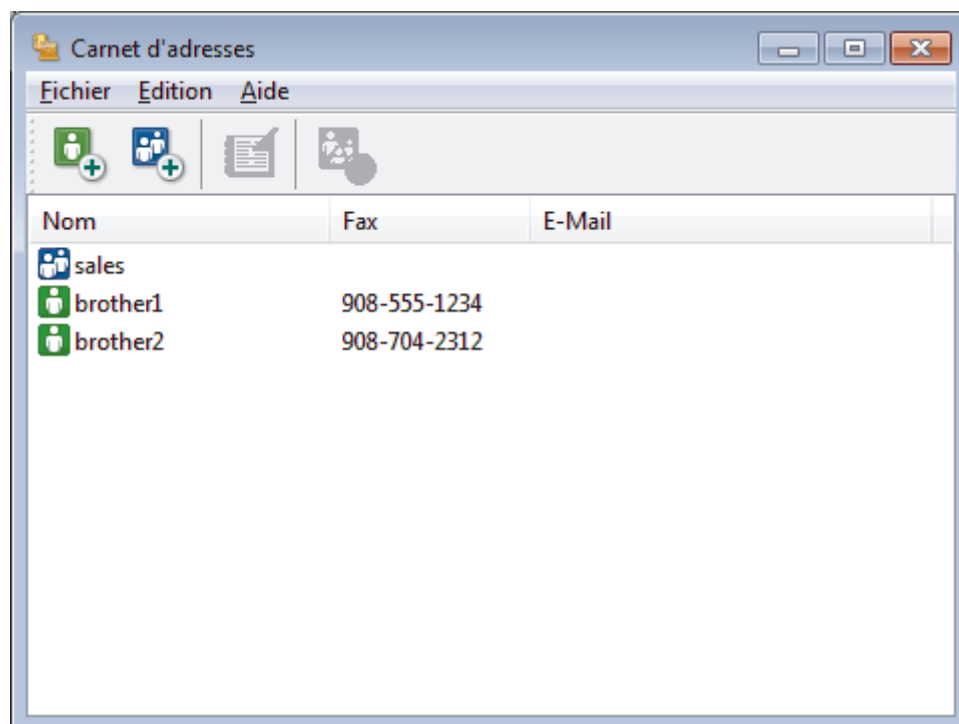 Carnet d'adresses
Fichier Edition Aide
Nom Fax E-Mail
sales
brother1 908-555-1234
brother2 908-704-2312